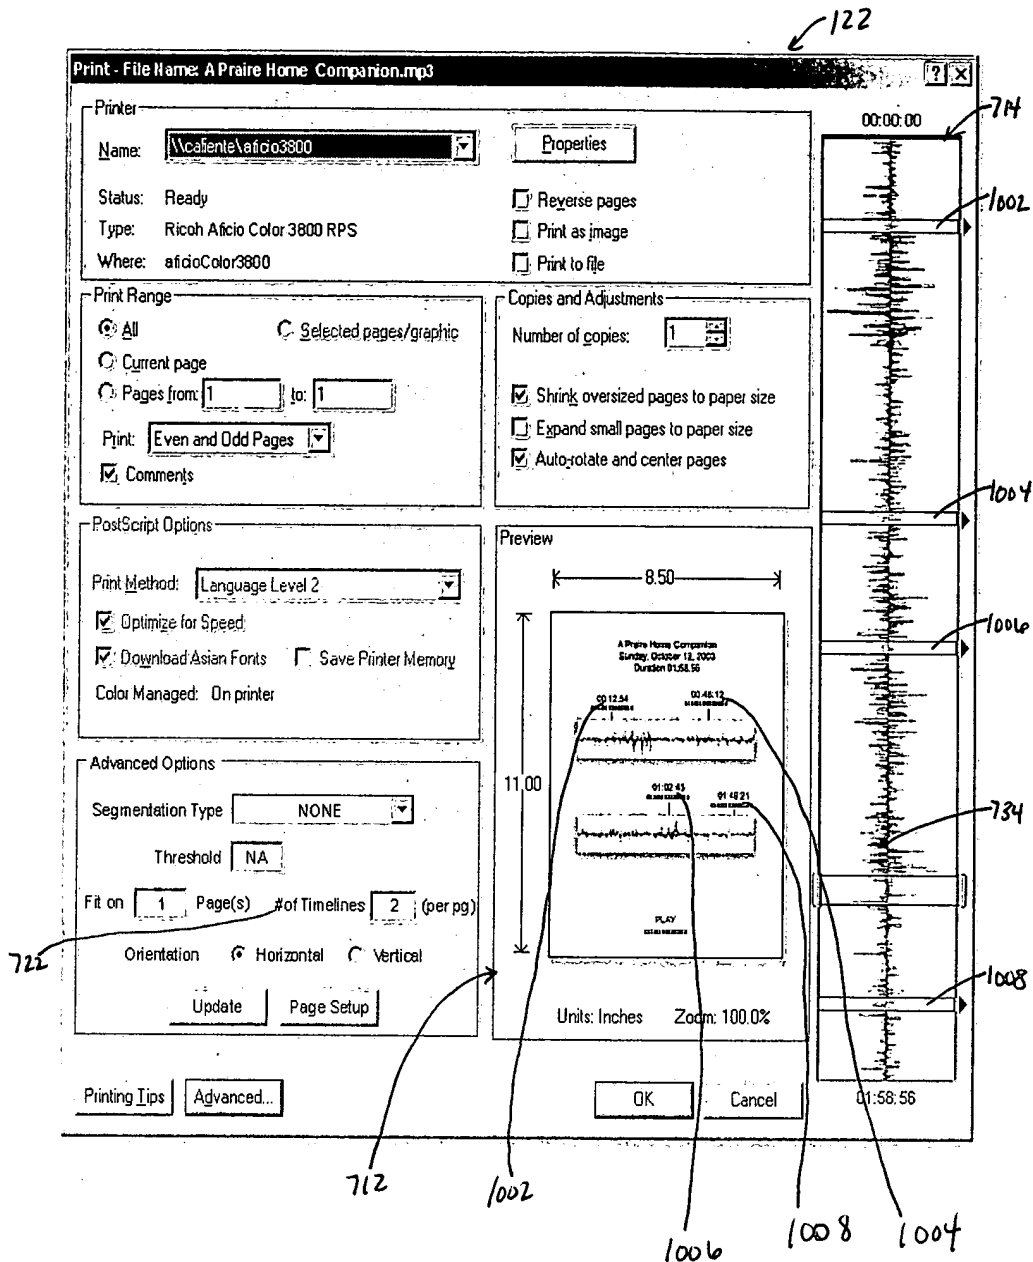 122
Print - File Name: A Praire Home Companion.mp3
? X
Printer
Name: \\caliente\aficio3800
Properties
Status: Ready
Type: Ricoh Aficio Color 3800 RPS
Where: aficioColor3800
Reverse pages
Print as image
Print to file
00:00:00
714
1002
Print Range
All
Selected pages/graphic
Current page
Pages from: 1 to: 1
Print: Even and Odd Pages
Comments
Copies and Adjustments
Number of copies: 1
Shrink oversized pages to paper size
Expand small pages to paper size
Auto-rotate and center pages
1004
PostScript Options
Print Method: Language Level 2
Optimize for Speed
Download Asian Fonts
Save Printer Memory
Color Managed: On printer
Preview
8.50
11.00
A Praire Home Companion
Sunday, October 12, 2003
Duration 01:58.56
00:12:54
00:48:12
01:02:45
01:48:21
PLAY
Units: Inches
Zoom: 100.0%
1006
734
1008
Advanced Options
Segmentation Type NONE
Threshold NA
Fit on 1 Page(s)
# of Timelines 2 (per pg)
722
Orientation
Horizontal
Vertical
Update
Page Setup
Printing Tips
Advanced...
OK
Cancel
01:58:56
712
1002
1006
1008
1004